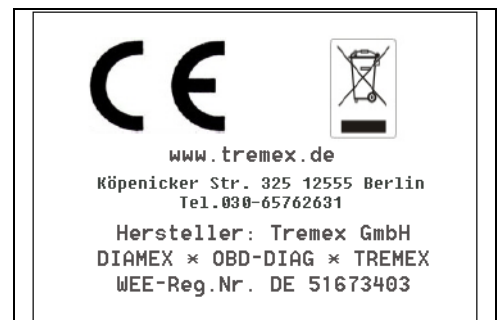 CE
www.tremex.de
Köpenicker Str. 325 12555 Berlin
Tel.030-65762631
Hersteller: Tremex GmbH
DIAMEX * OBD-DIAG * TREMEX
WEE-Reg.Nr. DE 51673403